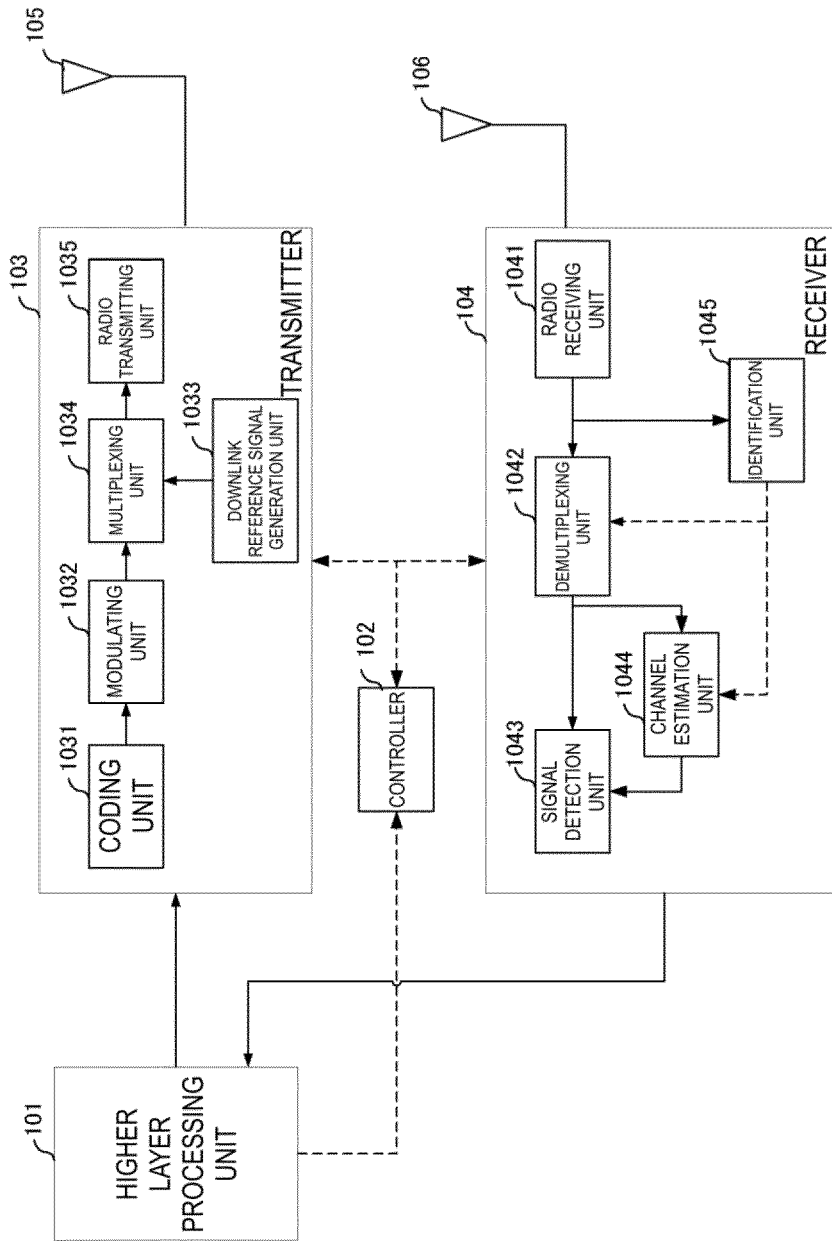 101
HIGHER
LAYER
PROCESSING
UNIT
103
1031
CODING
UNIT
1032
MODULATING
UNIT
1034
MULTIPLEXING
UNIT
1035
RADIO
TRANSMITTING
UNIT
1033
DOWNLINK
REFERENCE SIGNAL
GENERATION UNIT
TRANSMITTER
105
102
CONTROLLER
104
1043
SIGNAL
DETECTION
UNIT
1042
DEMULTIPLEXING
UNIT
1041
RADIO
RECEIVING
UNIT
1044
CHANNEL
ESTIMATION
UNIT
1045
IDENTIFICATION
UNIT
RECEIVER
106